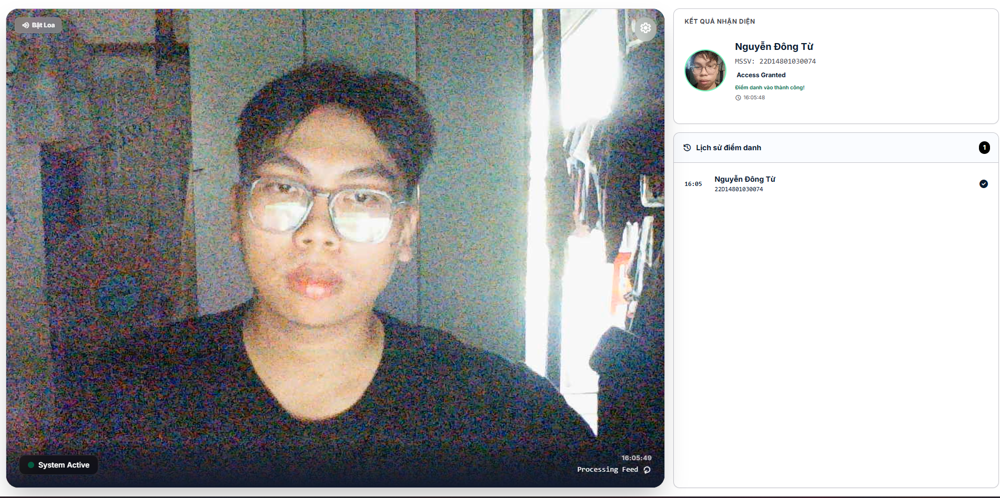 Bật Loa
System Active
16:05:49
Processing Feed
KẾT QUẢ NHẬN DIỆN
Nguyễn Đông Từ
MSSV: 22D14801030074
Access Granted
Điểm danh vào thành công!
16:05:48
Lịch sử điểm danh
1
16:05
Nguyễn Đông Từ
22D14801030074